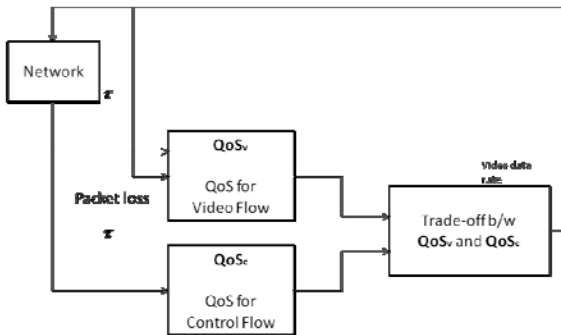 Network
τ
QoSv
QoS for
Video Flow
Packet loss
τ
Video data
rate
Trade-off b/w
QoSv and QoSc
QoSc
QoS for
Control Flow